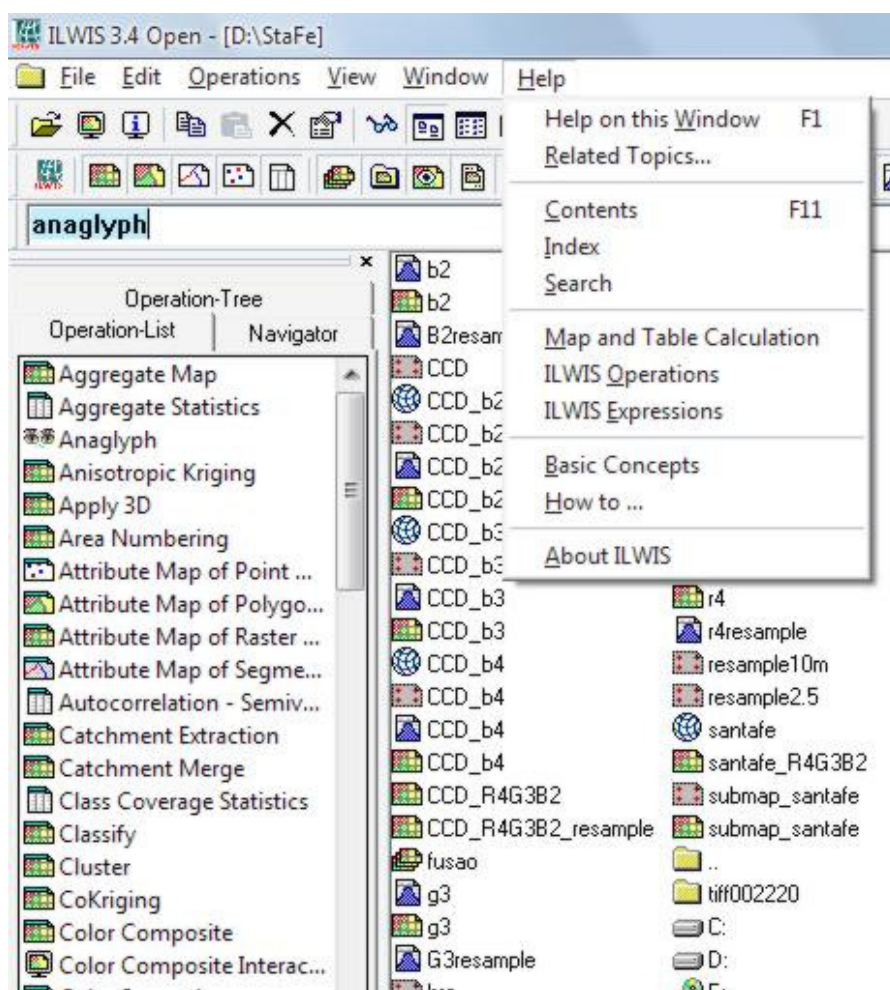 ILWIS 3.4 Open - [D:\StaFe]
File Edit Operations View Window Help
ILWIS
anaglyph
Help on this Window F1
Related Topics...
Contents F11
Index
Search
Map and Table Calculation
ILWIS Operations
ILWIS Expressions
Basic Concepts
How to ...
About ILWIS
Operation-Tree
Operation-List Navigator
Aggregate Map
Aggregate Statistics
Anaglyph
Anisotropic Kriging
Apply 3D
Area Numbering
Attribute Map of Point ...
Attribute Map of Polygo...
Attribute Map of Raster ...
Attribute Map of Segme...
Autocorrelation - Semiv...
Catchment Extraction
Catchment Merge
Class Coverage Statistics
Classify
Cluster
CoKriging
Color Composite
Color Composite Interac...
b2
b2
B2resam
CCD
CCD_b2
CCD_b2
CCD_b2
CCD_b2
CCD_b3
CCD_b3
CCD_b3
CCD_b3
CCD_b4
CCD_b4
CCD_b4
CCD_b4
CCD_R4G3B2
CCD_R4G3B2_resample
fusao
g3
g3
G3resample
r4
r4resample
resample10m
resample2.5
santafe
santafe_R4G3B2
submap_santafe
submap_santafe
..
tiff002220
C:
D: